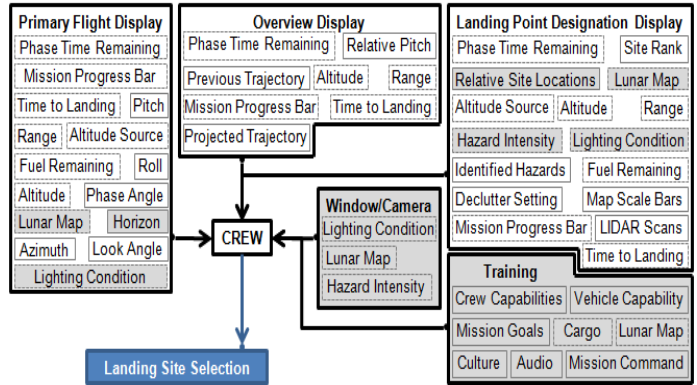 Primary Flight Display
Phase Time Remaining
Mission Progress Bar
Time to Landing Pitch
Range Altitude Source
Fuel Remaining Roll
Altitude Phase Angle
Lunar Map Horizon
Azimuth Look Angle
Lighting Condition
Overview Display
Phase Time Remaining Relative Pitch
Previous Trajectory Altitude Range
Mission Progress Bar Time to Landing
Projected Trajectory
Landing Point Designation Display
Phase Time Remaining Site Rank
Relative Site Locations Lunar Map
Altitude Source Altitude Range
Hazard Intensity Lighting Condition
Identified Hazards Fuel Remaining
Declutter Setting Map Scale Bars
Mission Progress Bar LIDAR Scans
Time to Landing
Window/Camera
Lighting Condition
Lunar Map
Hazard Intensity
CREW
Training
Crew Capabilities Vehicle Capability
Mission Goals Cargo Lunar Map
Culture Audio Mission Command
Landing Site Selection